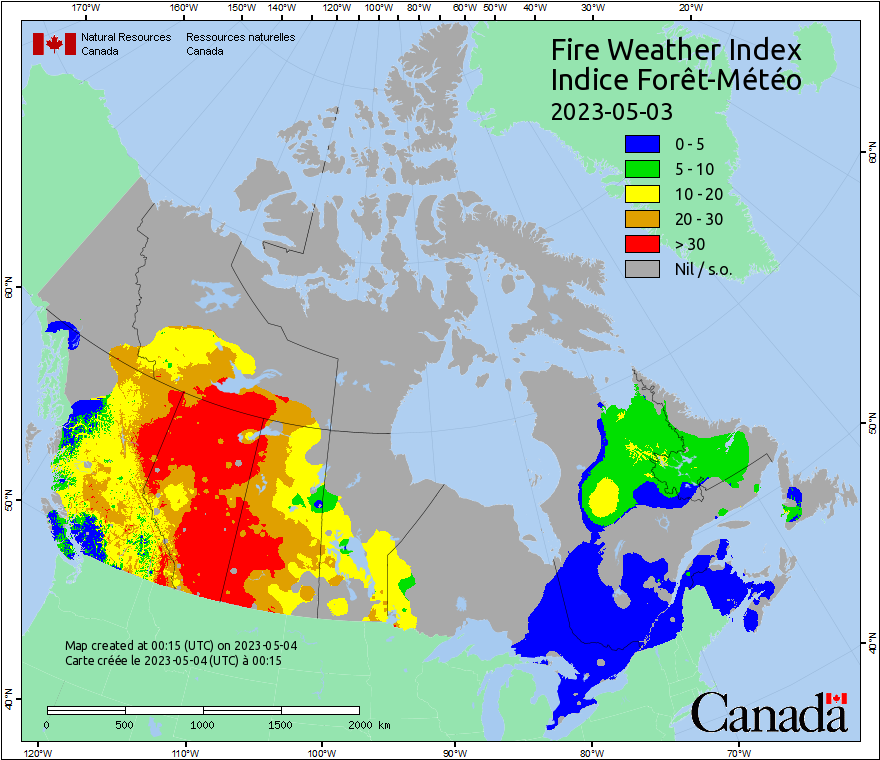 170°W 160°W 150°W 140°W 130°W 120°W 110°W 100°W 90°W 80°W 60°W 50°W 40°W 30°W 20°W
Natural Resources Ressources naturelles
Canada Canada
Fire Weather Index
Indice Forêt-Météo
2023-05-03
0 - 5
5 - 10
10 - 20
20 - 30
> 30
Nil / s.o.
60°N 60°N
50°N 50°N
40°N 40°N
Map created at 00:15 (UTC) on 2023-05-04
Carte créée le 2023-05-04 (UTC) à 00:15
0 500 1000 1500 2000 km
Canada
120°W 110°W 100°W 90°W 80°W 70°W